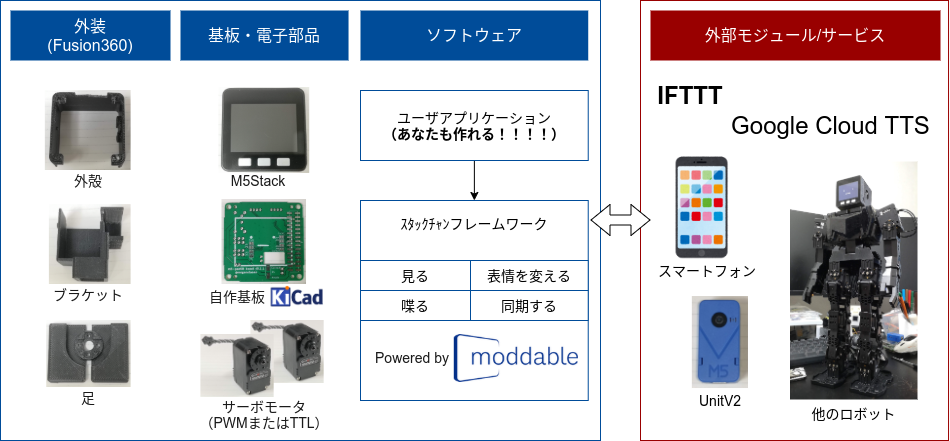 外装
(Fusion360)
基板・電子部品
ソフトウェア
外部モジュール/サービス
外殻
M5Stack
ユーザアプリケーション
（あなたも作れる！！！！）
IFTTT
Google Cloud TTS
ブラケット
自作基板 KiCad
ｽﾀｯｸﾁｬﾝフレームワーク
見る
表情を変える
喋る
同期する
スマートフォン
足
サーボモータ
（PWMまたはTTL）
Powered by moddable
M5
UnitV2
他のロボット